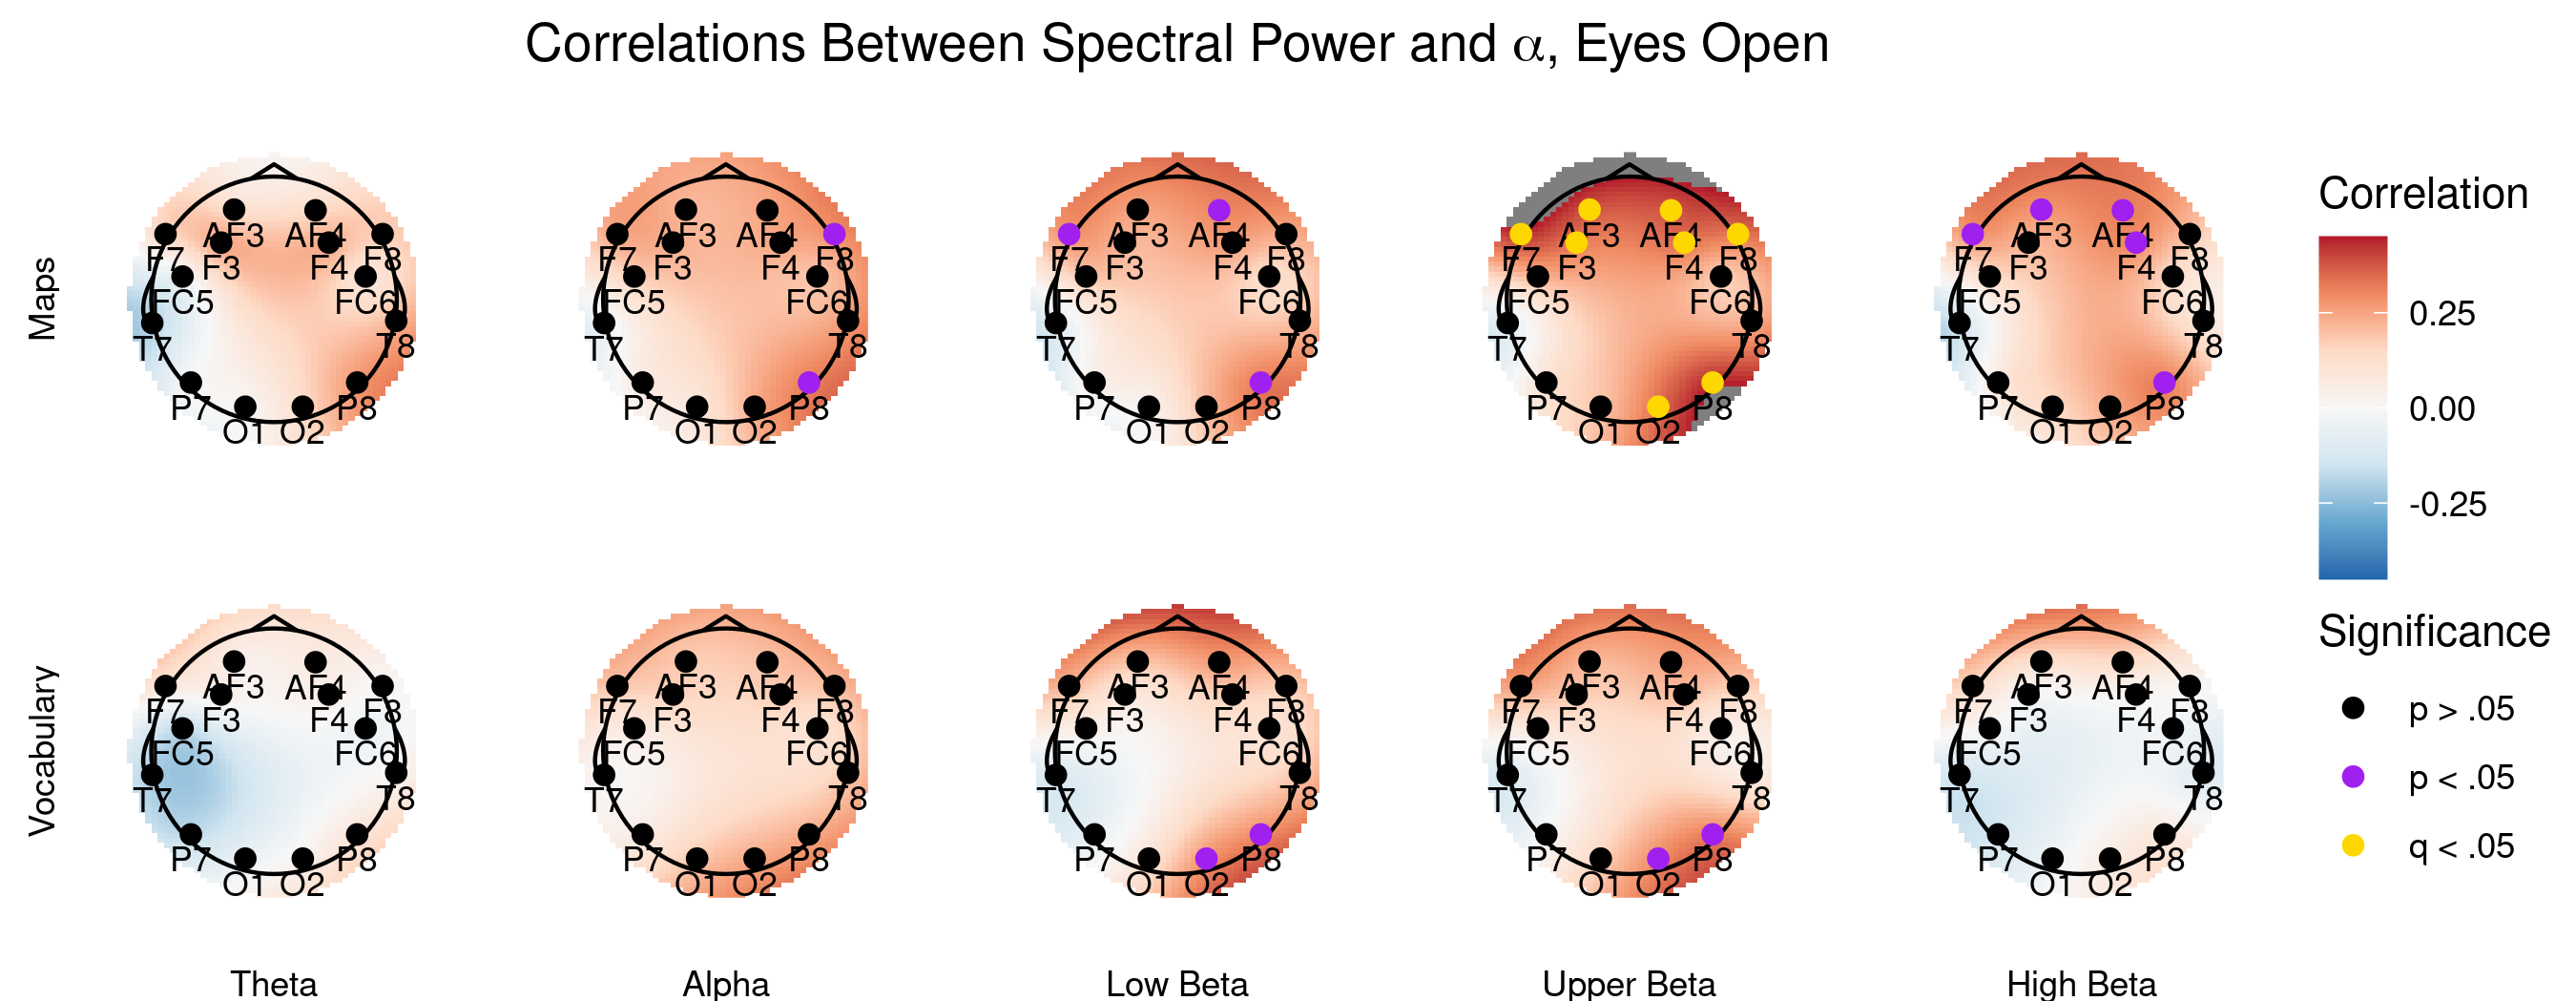 Correlations Between Spectral Power and α, Eyes Open
Maps
AF3 AF4
F7 F3 F4 F8
FC5 FC6
T7 T8
P7 P8
O1 O2
AF3 AF4
F7 F3 F4 F8
FC5 FC6
T7 T8
P7 P8
O1 O2
AF3 AF4
F7 F3 F4 F8
FC5 FC6
T7 T8
P7 P8
O1 O2
AF3 AF4
F7 F3 F4 F8
FC5 FC6
T7 T8
P7 P8
O1 O2
AF3 AF4
F7 F3 F4 F8
FC5 FC6
T7 T8
P7 P8
O1 O2
Correlation
0.25
0.00
-0.25
Vocabulary
AF3 AF4
F7 F3 F4 F8
FC5 FC6
T7 T8
P7 P8
O1 O2
AF3 AF4
F7 F3 F4 F8
FC5 FC6
T7 T8
P7 P8
O1 O2
AF3 AF4
F7 F3 F4 F8
FC5 FC6
T7 T8
P7 P8
O1 O2
AF3 AF4
F7 F3 F4 F8
FC5 FC6
T7 T8
P7 P8
O1 O2
AF3 AF4
F7 F3 F4 F8
FC5 FC6
T7 T8
P7 P8
O1 O2
Significance
p > .05
p < .05
q < .05
Theta
Alpha
Low Beta
Upper Beta
High Beta